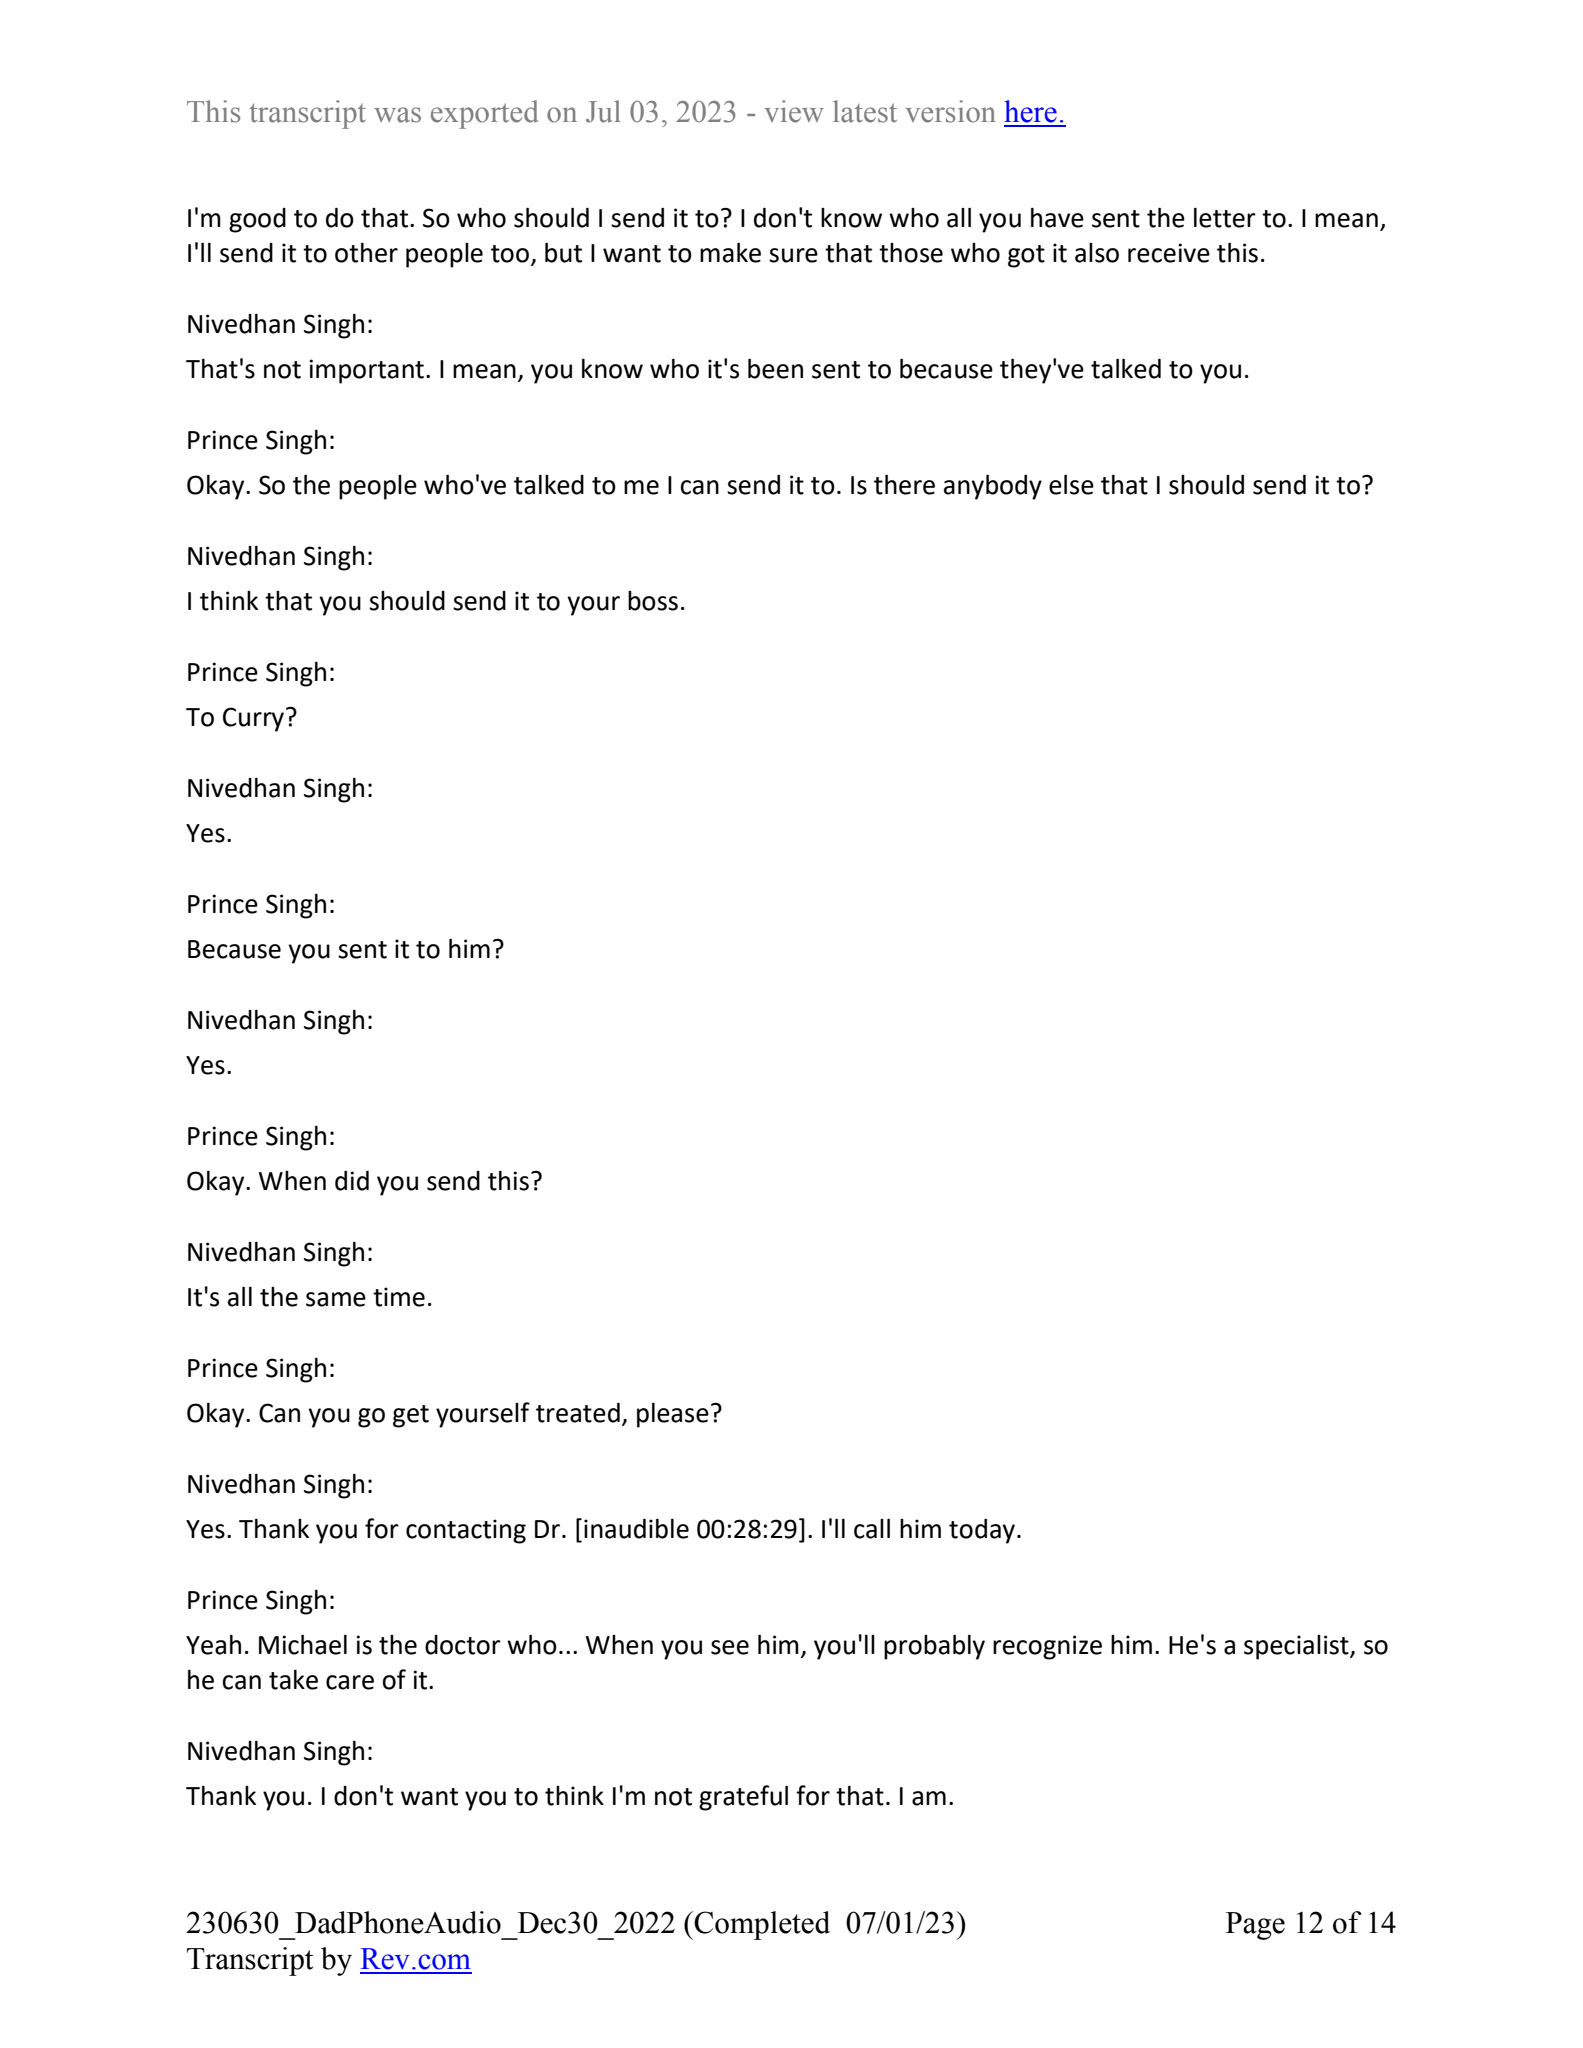 This transcript was exported on Jul 03, 2023 - view latest version here.
I'm good to do that. So who should I send it to? I don't know who all you have sent the letter to. I mean,
I'll send it to other people too, but I want to make sure that those who got it also receive this.
Nivedhan Singh:
That's not important. I mean, you know who it's been sent to because they've talked to you.
Prince Singh:
Okay. So the people who've talked to me I can send it to. Is there anybody else that I should send it to?
Nivedhan Singh:
I think that you should send it to your boss.
Prince Singh:
To Curry?
Nivedhan Singh:
Yes.
Prince Singh:
Because you sent it to him?
Nivedhan Singh:
Yes.
Prince Singh:
Okay. When did you send this?
Nivedhan Singh:
It's all the same time.
Prince Singh:
Okay. Can you go get yourself treated, please?
Nivedhan Singh:
Yes. Thank you for contacting Dr. [inaudible 00:28:29]. I'll call him today.
Prince Singh:
Yeah. Michael is the doctor who... When you see him, you'll probably recognize him. He's a specialist, so
he can take care of it.
Nivedhan Singh:
Thank you. I don't want you to think I'm not grateful for that. I am.
230630_DadPhoneAudio_Dec30_2022 (Completed  07/01/23) Page 12 of 14
Transcript by Rev.com